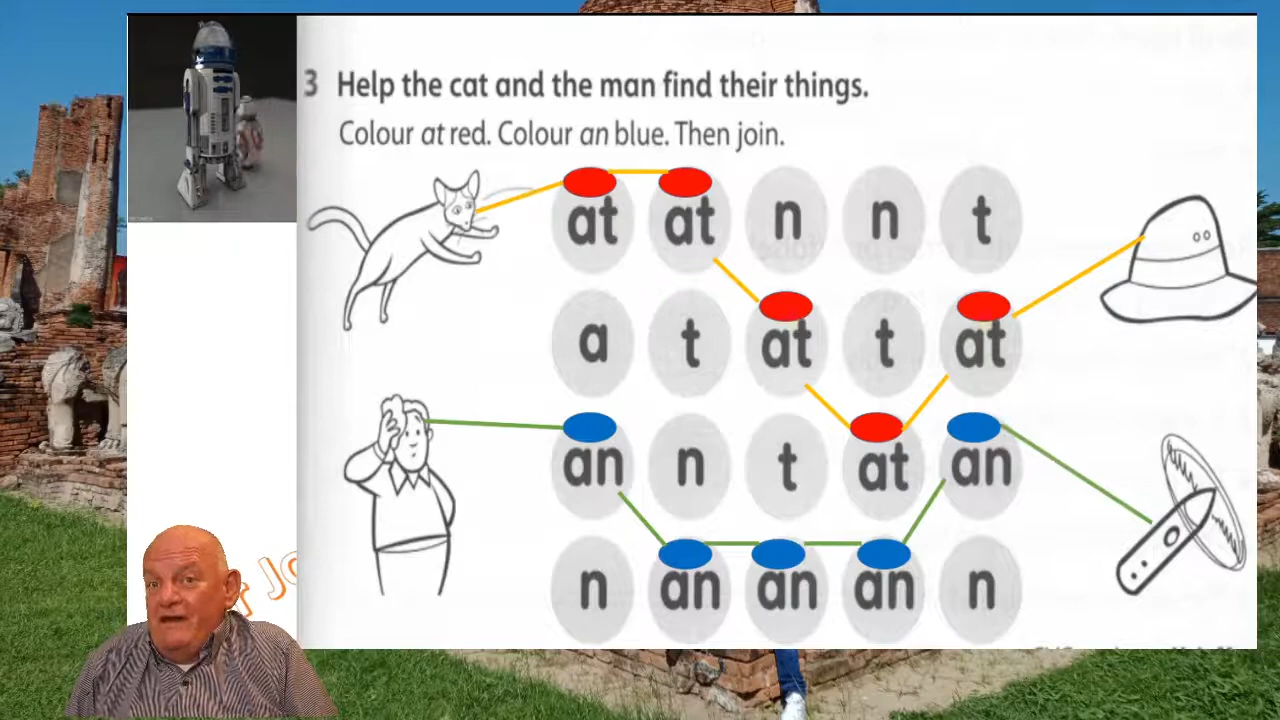 3 Help the cat and the man find their things.
Colour at red. Colour an blue. Then join.
at at n n t
a t at t at
an n t at an
n an an an n